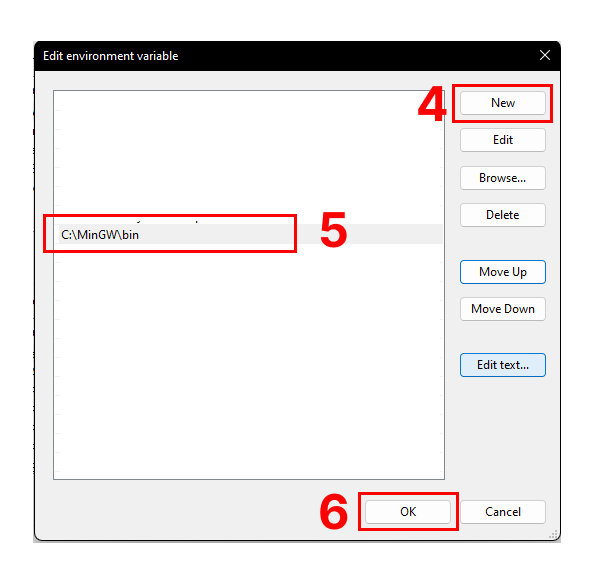 Edit environment variable
4
New
Edit
Browse...
Delete
5
C:\MinGW\bin
Move Up
Move Down
Edit text...
6
OK
Cancel